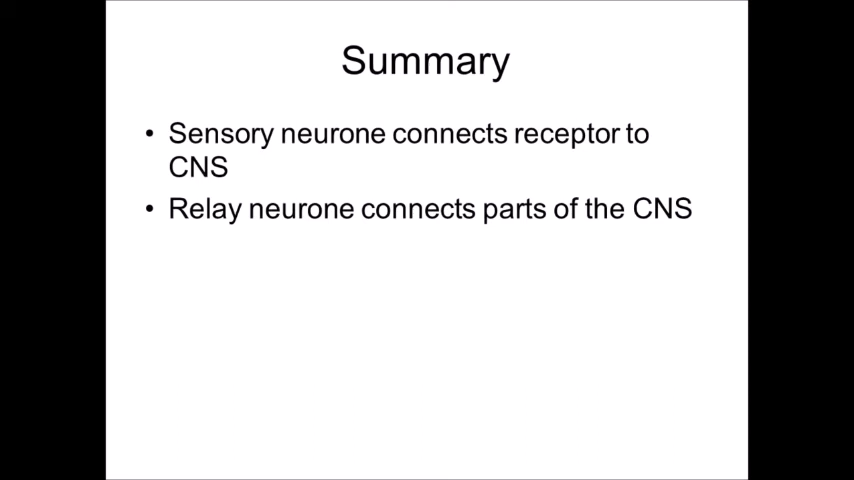 Summary
• Sensory neurone connects receptor to
CNS
• Relay neurone connects parts of the CNS